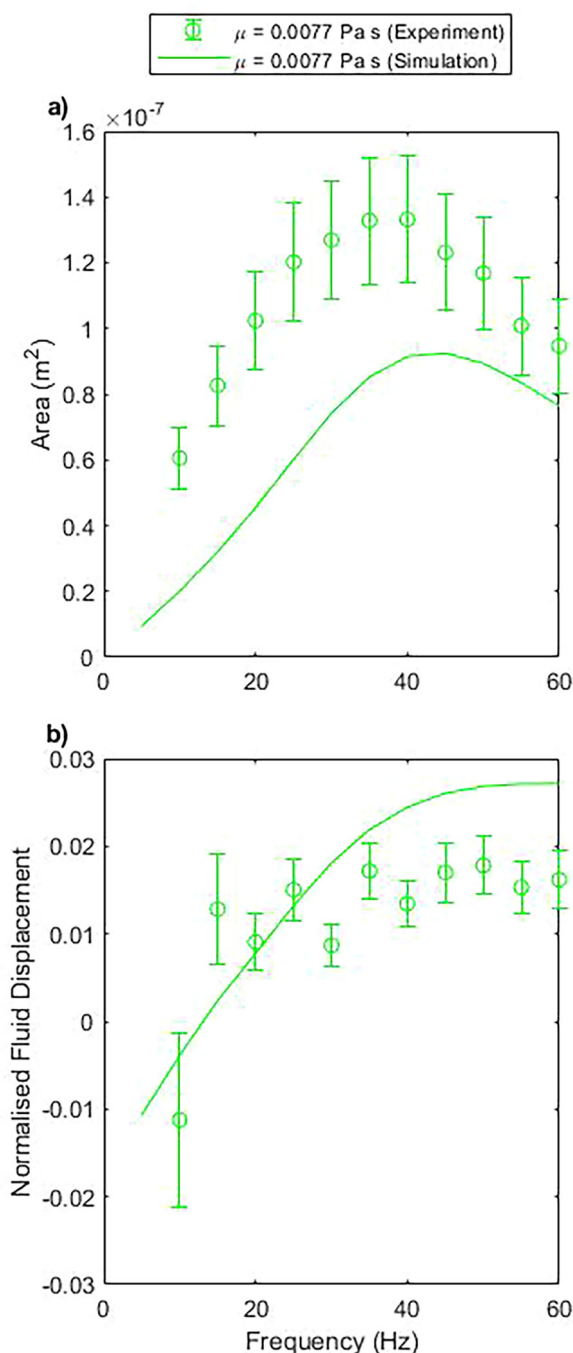 μ = 0.0077 Pa s (Experiment)
μ = 0.0077 Pa s (Simulation)
a)
×10⁻⁷
1.6
1.4
1.2
1
0.8
0.6
0.4
0.2
0
Area (m²)
0 20 40 60
b)
0.03
0.02
0.01
0
-0.01
-0.02
-0.03
Normalised Fluid Displacement
0 20 40 60
Frequency (Hz)